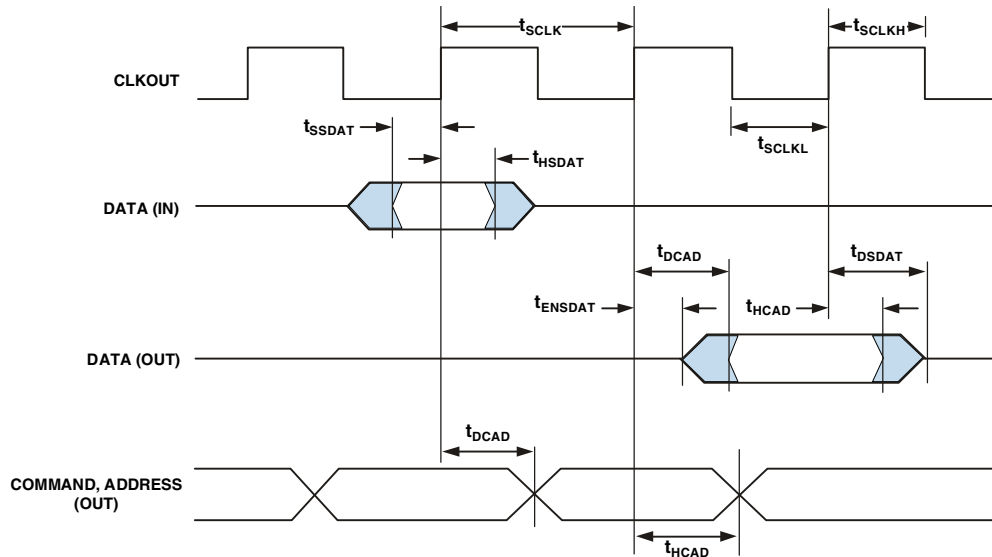 tSCLK
tSCLKH
CLKOUT
tSSDAT
tHSDAT
tSCLKL
DATA (IN)
tDCAD
tDSDAT
tENSDAT
tHCAD
DATA (OUT)
tDCAD
COMMAND, ADDRESS
(OUT)
tHCAD